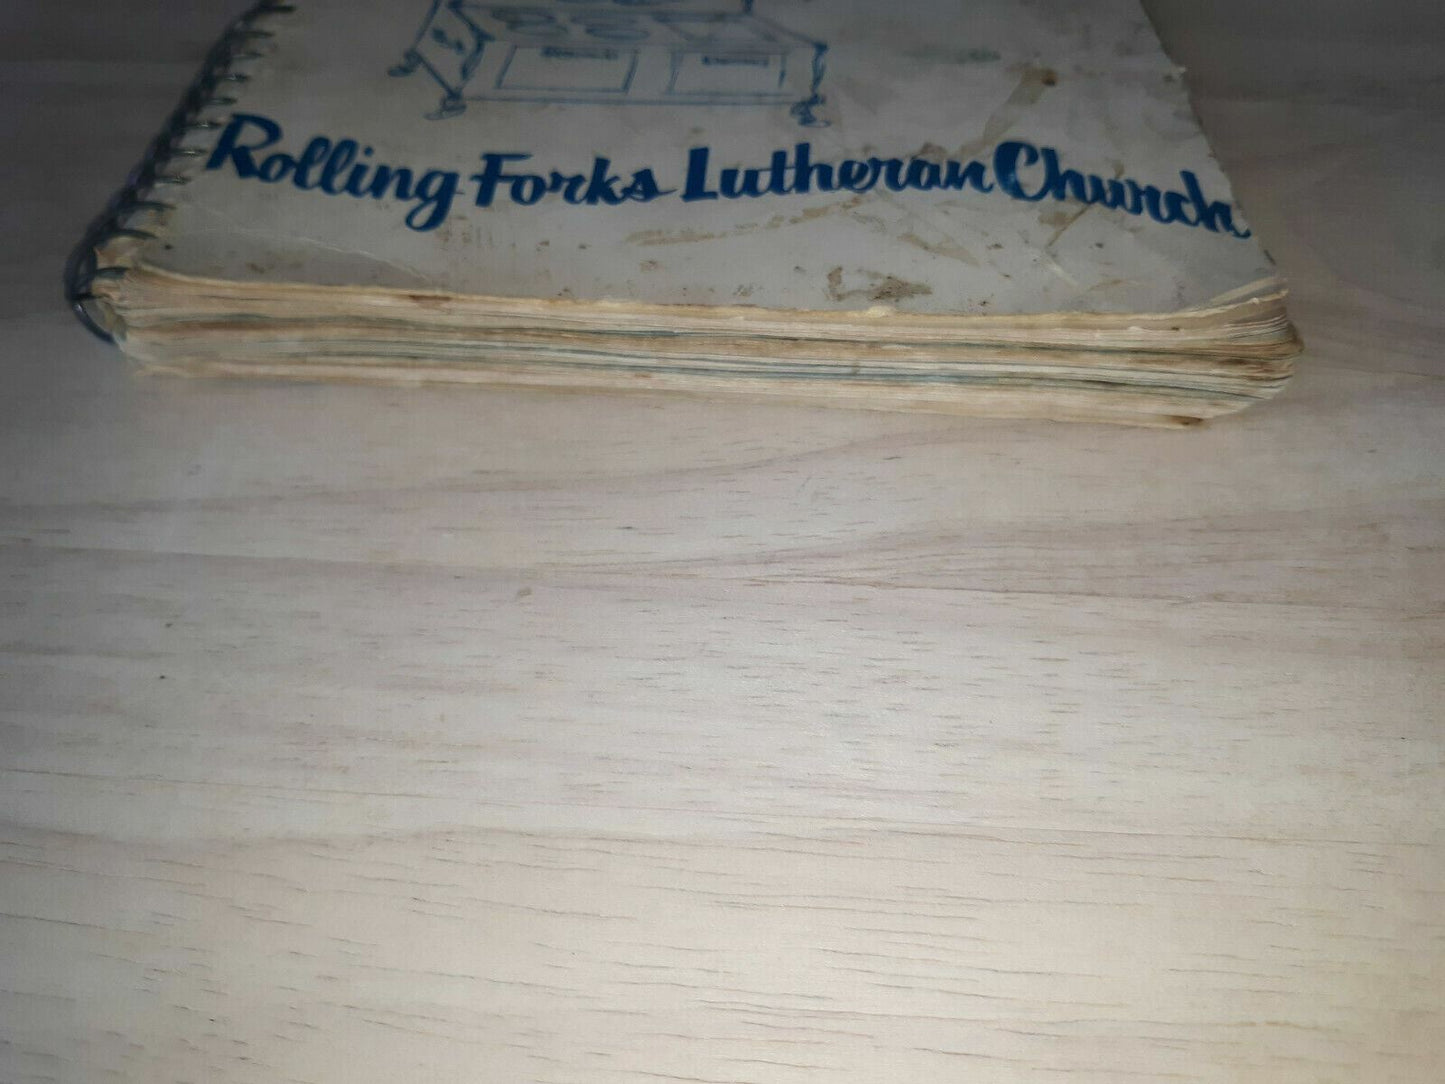 Rolling Forks Lutheran Church